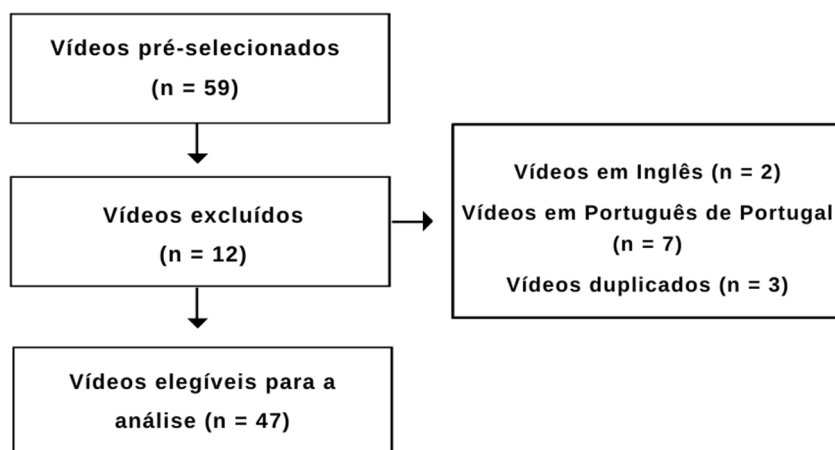 Vídeos pré-selecionados
(n = 59)
Vídeos excluídos
(n = 12)
Vídeos em Inglês (n = 2)
Vídeos em Português de Portugal
(n = 7)
Vídeos duplicados (n = 3)
Vídeos elegíveis para a
análise (n = 47)